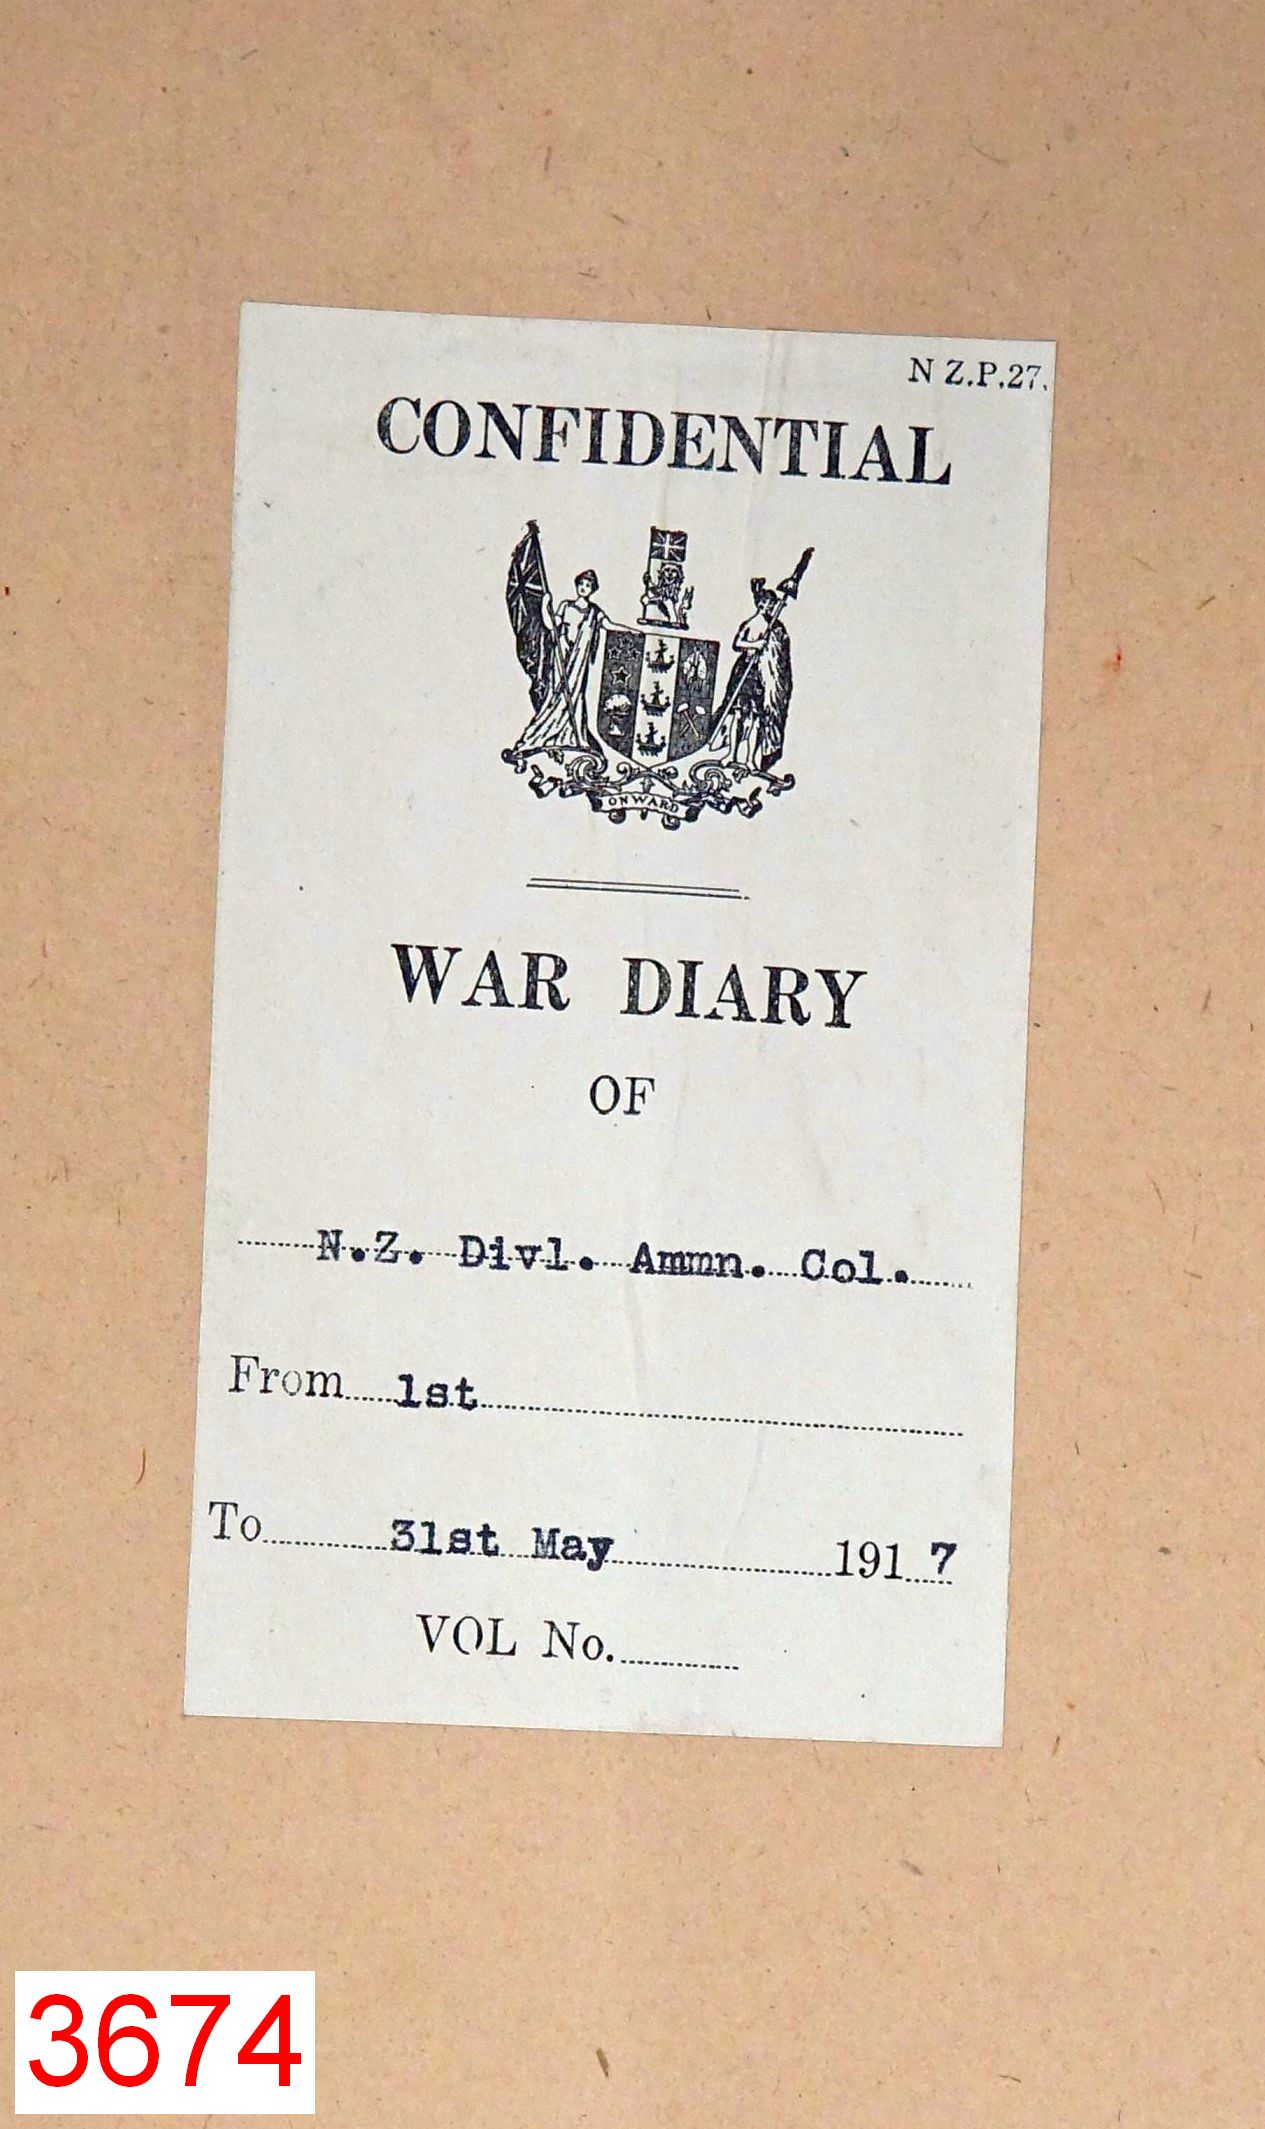 N Z.P.27.
CONFIDENTIAL
ONWARD
WAR DIARY
OF
N.Z. Divl. Ammn. Col.
From 1st
To 31st May 1917
VOL No.
3674